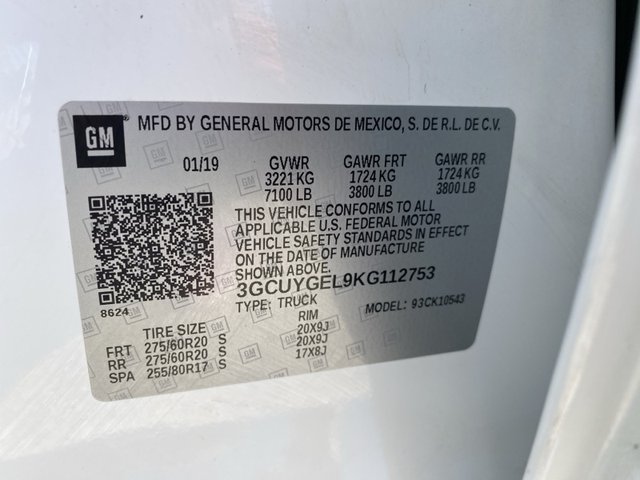 GM
MFD BY GENERAL MOTORS DE MEXICO, S. DE R.L. DE C.V.
01/19 GVWR GAWR FRT GAWR RR
3221 KG 1724 KG 1724 KG
7100 LB 3800 LB 3800 LB
THIS VEHICLE CONFORMS TO ALL
APPLICABLE U.S. FEDERAL MOTOR
VEHICLE SAFETY STANDARDS IN EFFECT
ON THE DATE OF MANUFACTURE
SHOWN ABOVE.
3GCUYGEL9KG112753
TYPE: TRUCK MODEL: 93CK10543
8624
TIRE SIZE RIM
FRT 275/60R20 S 20X9J
RR 275/60R20 S 20X9J
SPA 255/80R17 S 17X8J